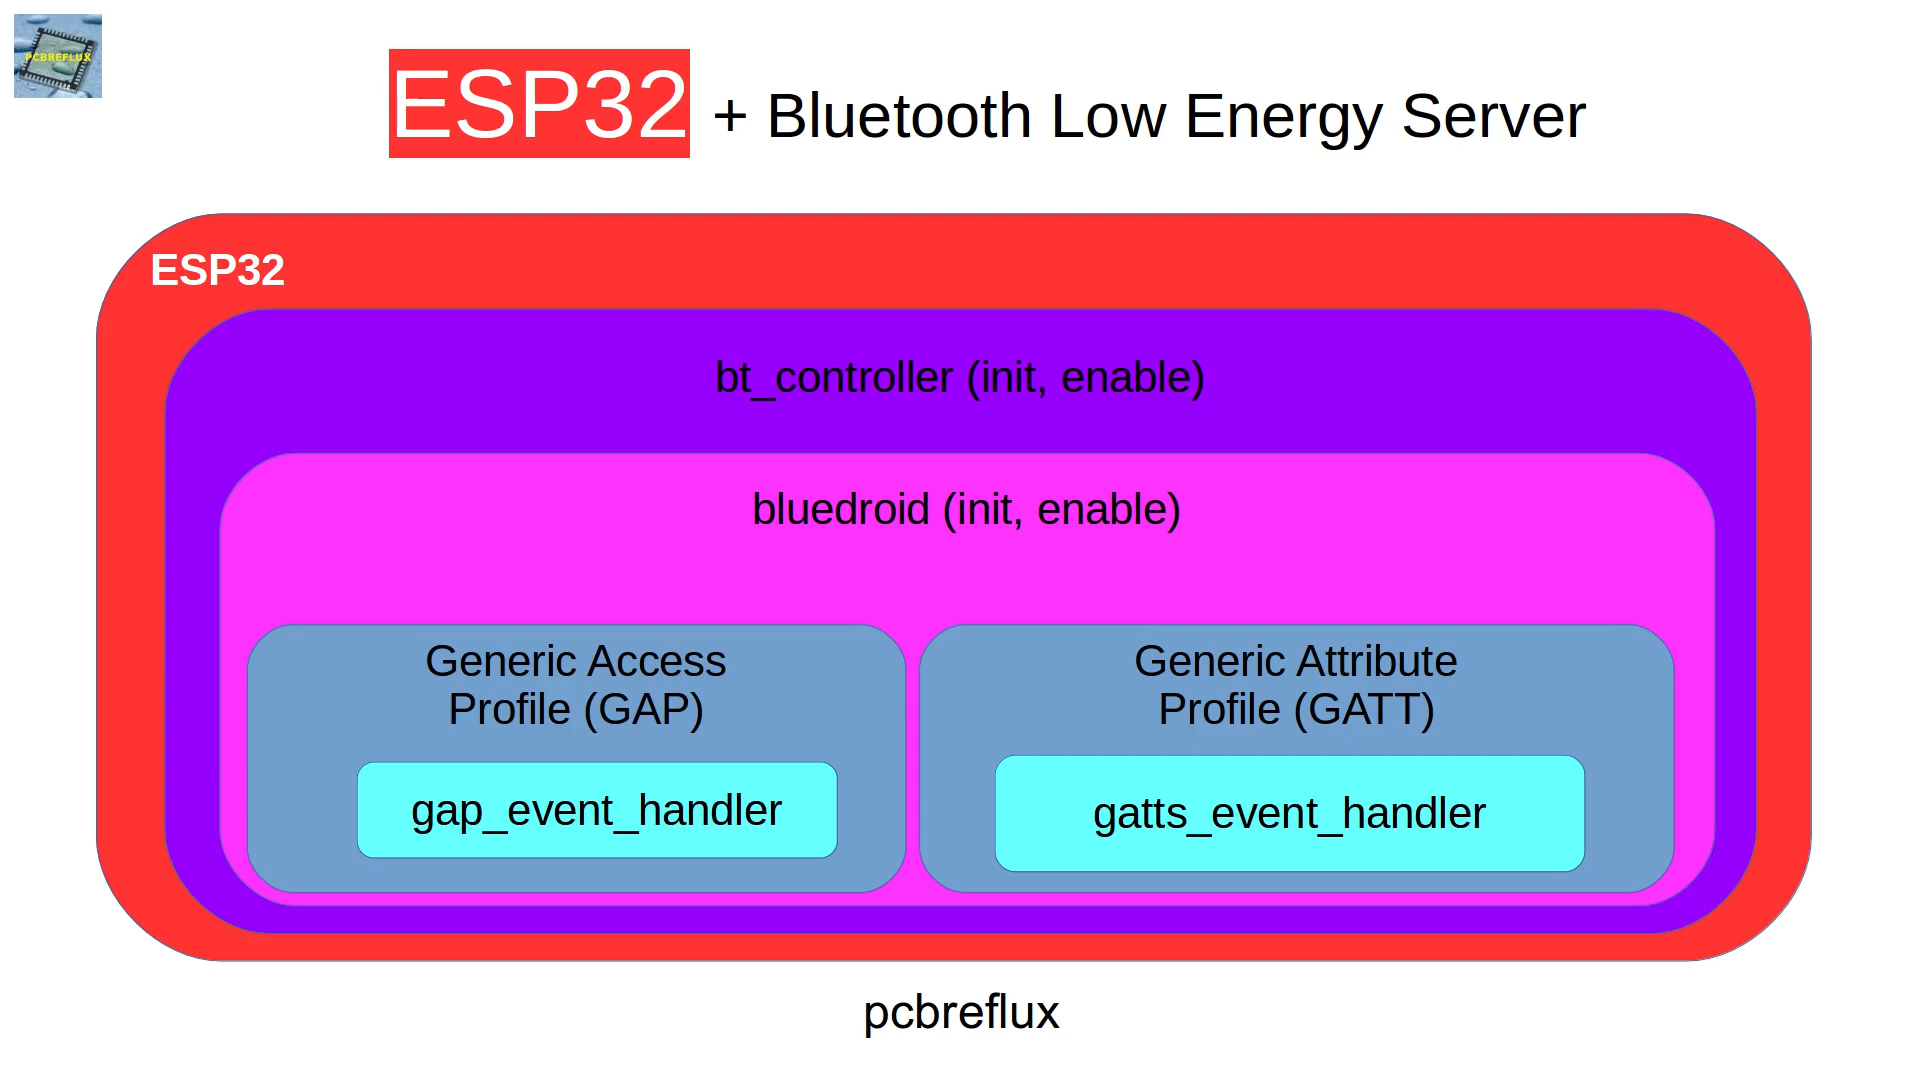 PCBREFLUX
ESP32 + Bluetooth Low Energy Server
ESP32
bt_controller (init, enable)
bluedroid (init, enable)
Generic Access
Profile (GAP)
gap_event_handler
Generic Attribute
Profile (GATT)
gatts_event_handler
pcbreflux